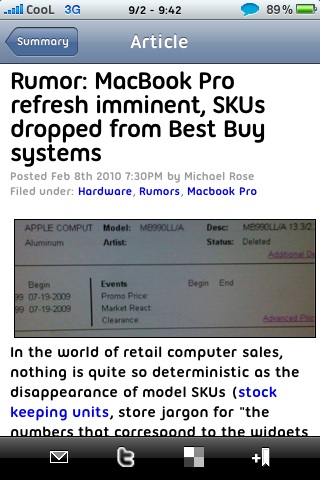 CooL 3G 9/2 - 9:42 89%
Summary Article
Rumor: MacBook Pro
refresh imminent, SKUs
dropped from Best Buy
systems
Posted Feb 8th 2010 7:30PM by Michael Rose
Filed under: Hardware, Rumors, Macbook Pro
APPLE COMPUT Model: MB990LL/A Desc: MB990LL/A 13.3/2.
Aluminum Artist: Status: Deleted
Additional De
Begin Events Begin End
99 07-19-2009 Promo Price:
99 07-19-2009 Market React:
Clearance: Advanced Pric
In the world of retail computer sales,
nothing is quite so deterministic as the
disappearance of model SKUs (stock
keeping units, store jargon for "the
numbers that correspond to the widgets